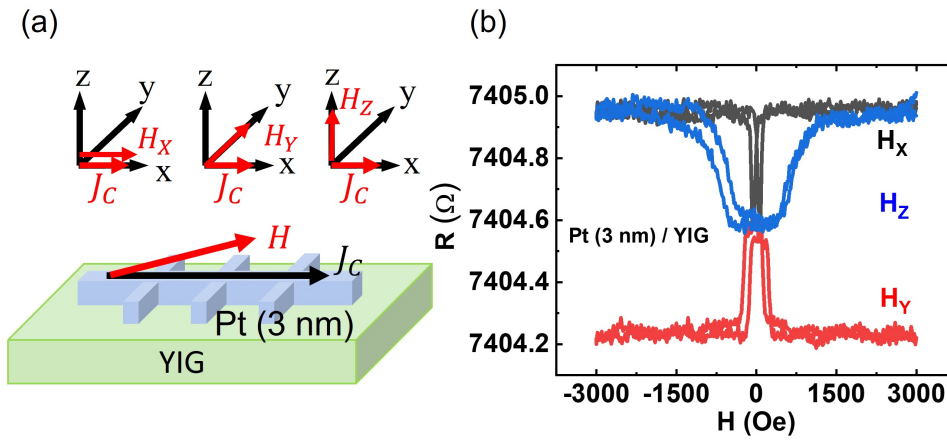 (a)
z
y
x
H_X
J_C
z
y
x
H_Y
J_C
z
y
x
H_Z
J_C
H
J_C
Pt (3 nm)
YIG
(b)
R (Ω)
7405.0
7404.8
7404.6
7404.4
7404.2
H_X
H_Z
Pt (3 nm) / YIG
H_Y
-3000 -1500 0 1500 3000
H (Oe)